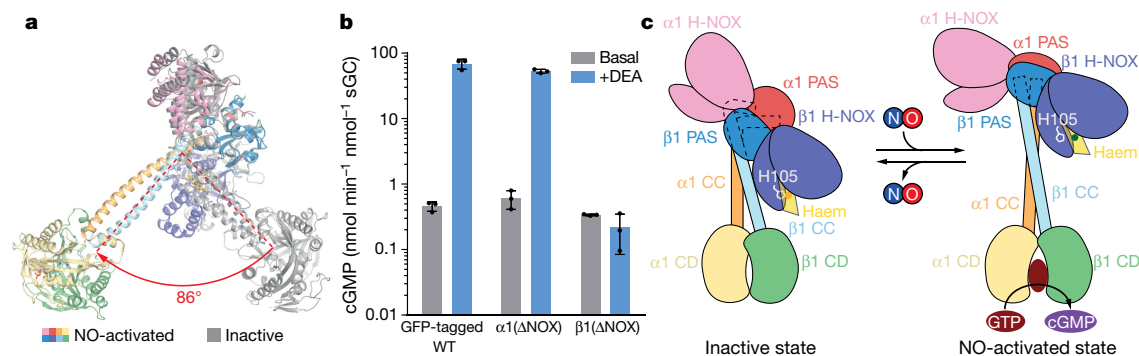 a
86°
NO-activated
Inactive
b
cGMP (nmol min⁻¹ nmol⁻¹ sGC)
100
10
1
0.1
0.01
Basal
+DEA
GFP-tagged
WT
α1(ΔNOX)
β1(ΔNOX)
c
α1 H-NOX
α1 PAS
β1 H-NOX
β1 PAS
H105
α1 CC
Haem
β1 CC
α1 CD
β1 CD
Inactive state
N O
N O
α1 H-NOX
α1 PAS
β1 H-NOX
β1 PAS
H105
Haem
α1 CC
β1 CC
α1 CD
β1 CD
GTP
cGMP
NO-activated state